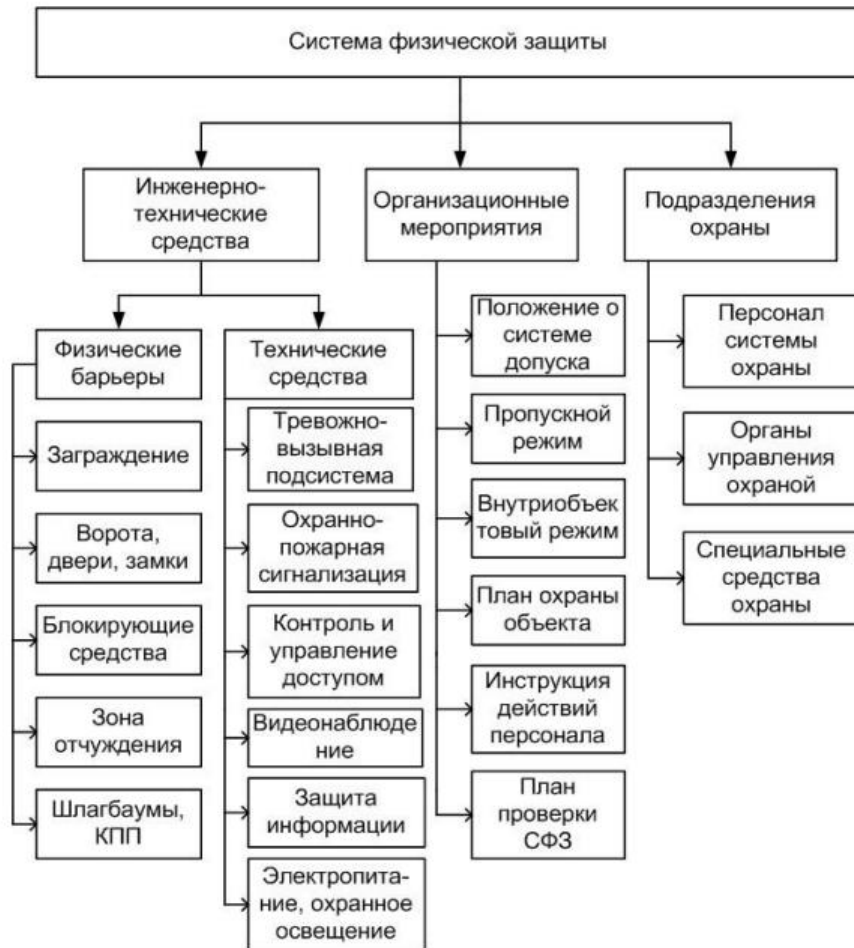 Система физической защиты
Инженерно-
технические
средства
Организационные
мероприятия
Подразделения
охраны
Физические
барьеры
Заграждение
Ворота,
двери, замки
Блокирующие
средства
Зона
отчуждения
Шлагбаумы,
КПП
Технические
средства
Тревожно-
вызывная
подсистема
Охранно-
пожарная
сигнализация
Контроль и
управление
доступом
Видеонаблюде
ние
Защита
информации
Электропита-
ние, охранное
освещение
Положение о
системе
допуска
Пропускной
режим
Внутриобъек
товый режим
План охраны
объекта
Инструкция
действий
персонала
План
проверки
СФЗ
Персонал
системы
охраны
Органы
управления
охраной
Специальные
средства
охраны